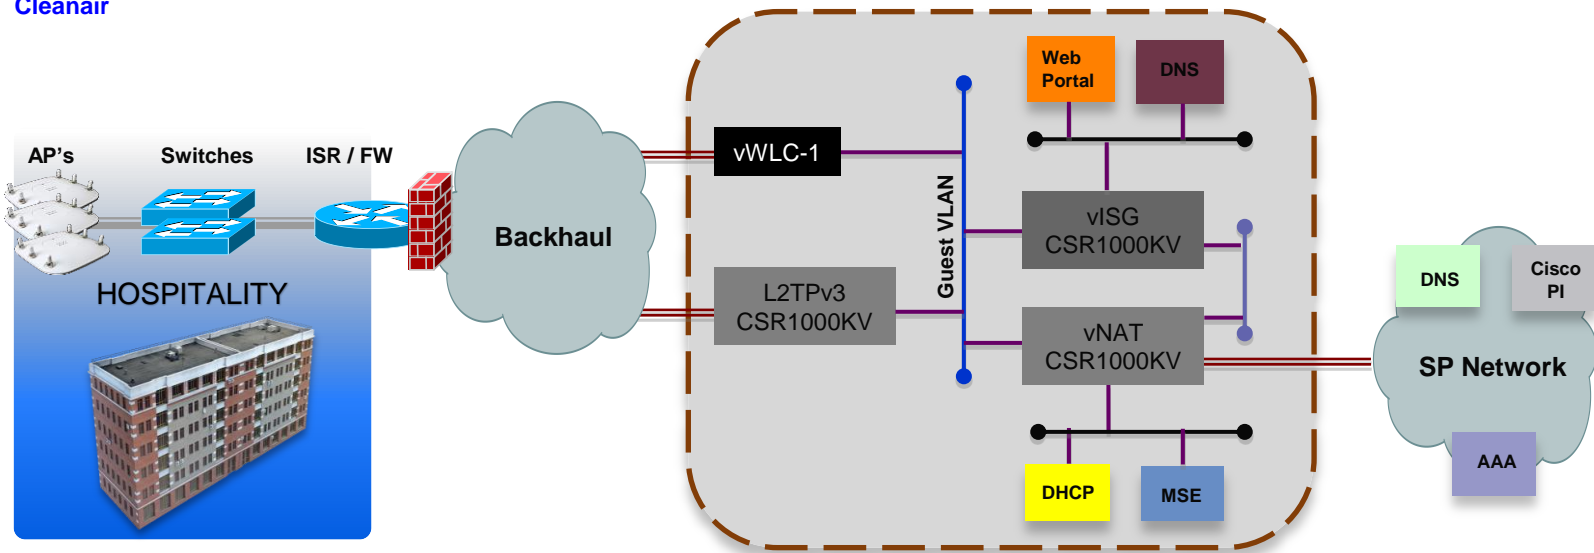 Cleanair
AP's
Switches
ISR / FW
HOSPITALITY
Backhaul
vWLC-1
L2TPv3
CSR1000KV
Guest VLAN
Web
Portal
DNS
vISG
CSR1000KV
vNAT
CSR1000KV
DHCP
MSE
DNS
Cisco
PI
SP Network
AAA